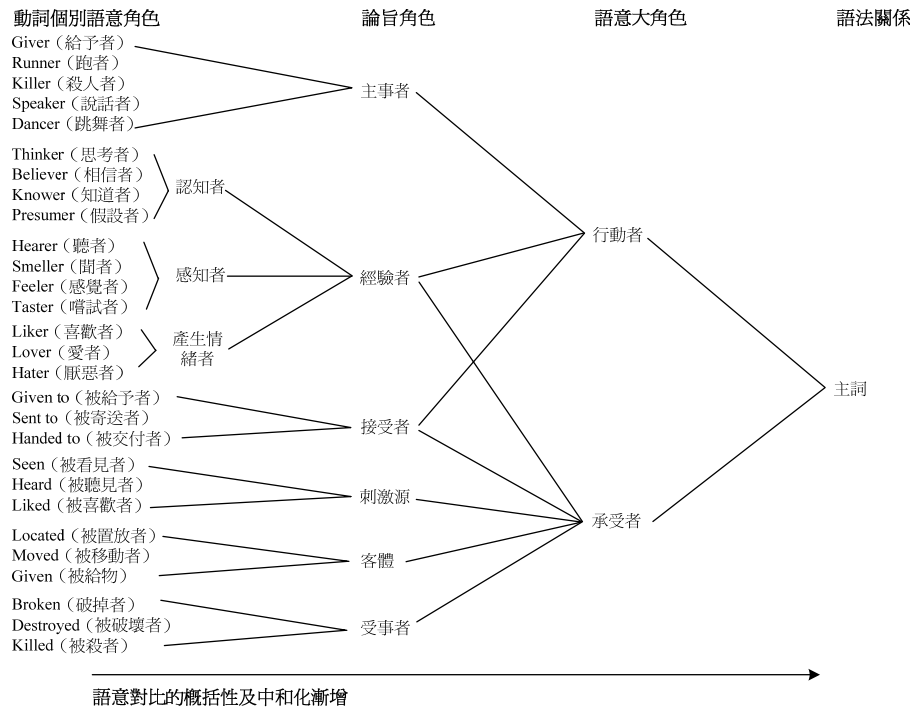 動詞個別語意角色
論旨角色
語意大角色
語法關係
Giver（給予者）
Runner（跑者）
Killer（殺人者）
Speaker（說話者）
Dancer（跳舞者）
主事者
Thinker（思考者）
Believer（相信者）
Knower（知道者）
Presumer（假設者）
認知者
Hearer（聽者）
Smeller（聞者）
Feeler（感覺者）
Taster（嚐試者）
感知者
Liker（喜歡者）
Lover（愛者）
Hater（厭惡者）
產生情
緒者
經驗者
Given to（被給予者）
Sent to（被寄送者）
Handed to（被交付者）
接受者
Seen（被看見者）
Heard（被聽見者）
Liked（被喜歡者）
刺激源
Located（被置放者）
Moved（被移動者）
Given（被給物）
客體
Broken（破掉者）
Destroyed（被破壞者）
Killed（被殺者）
受事者
行動者
承受者
主詞
語意對比的概括性及中和化漸增